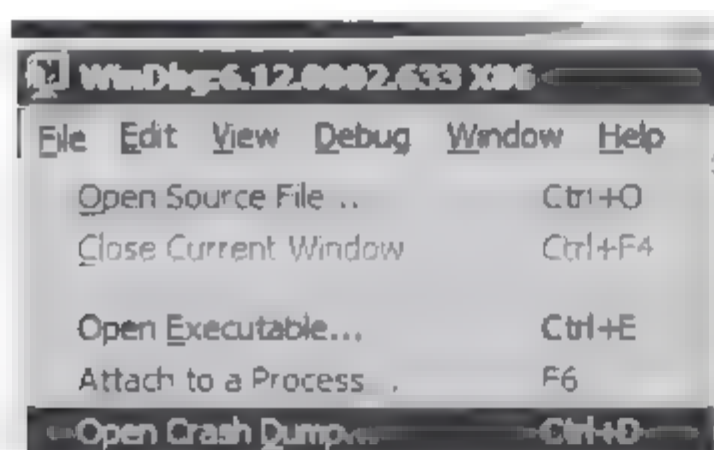 WinDbg:6.12.0002.633 X86
File Edit View Debug Window Help
Open Source File ... Ctrl+O
Close Current Window Ctrl+F4
Open Executable... Ctrl+E
Attach to a Process... F6
Open Crash Dump... Ctrl+D